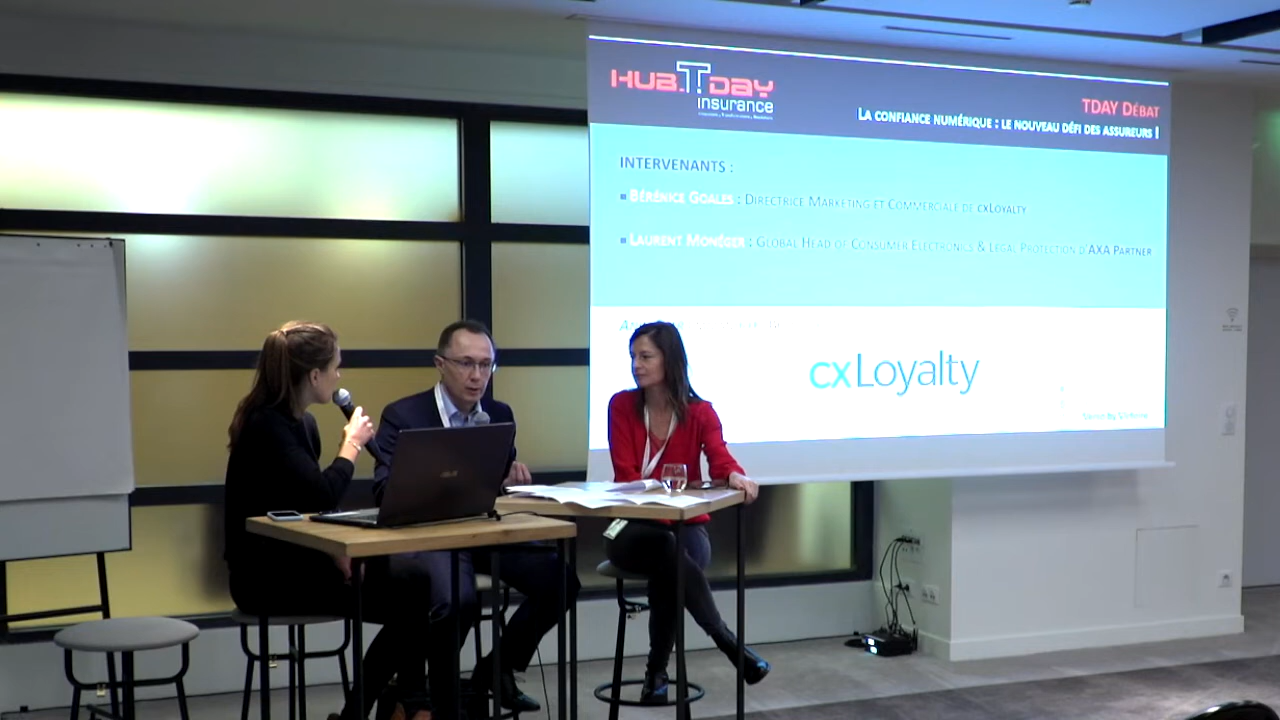 HUB.T.DAY
insurance
TDAY DÉBAT
LA CONFIANCE NUMÉRIQUE : LE NOUVEAU DÉFI DES ASSUREURS !
INTERVENANTS :
▪ BÉRÉNICE GOALES : DIRECTRICE MARKETING ET COMMERCIALE DE CXLOYALTY
▪ LAURENT MONÉGER : GLOBAL HEAD OF CONSUMER ELECTRONICS & LEGAL PROTECTION D'AXA PARTNER
cxLoyalty